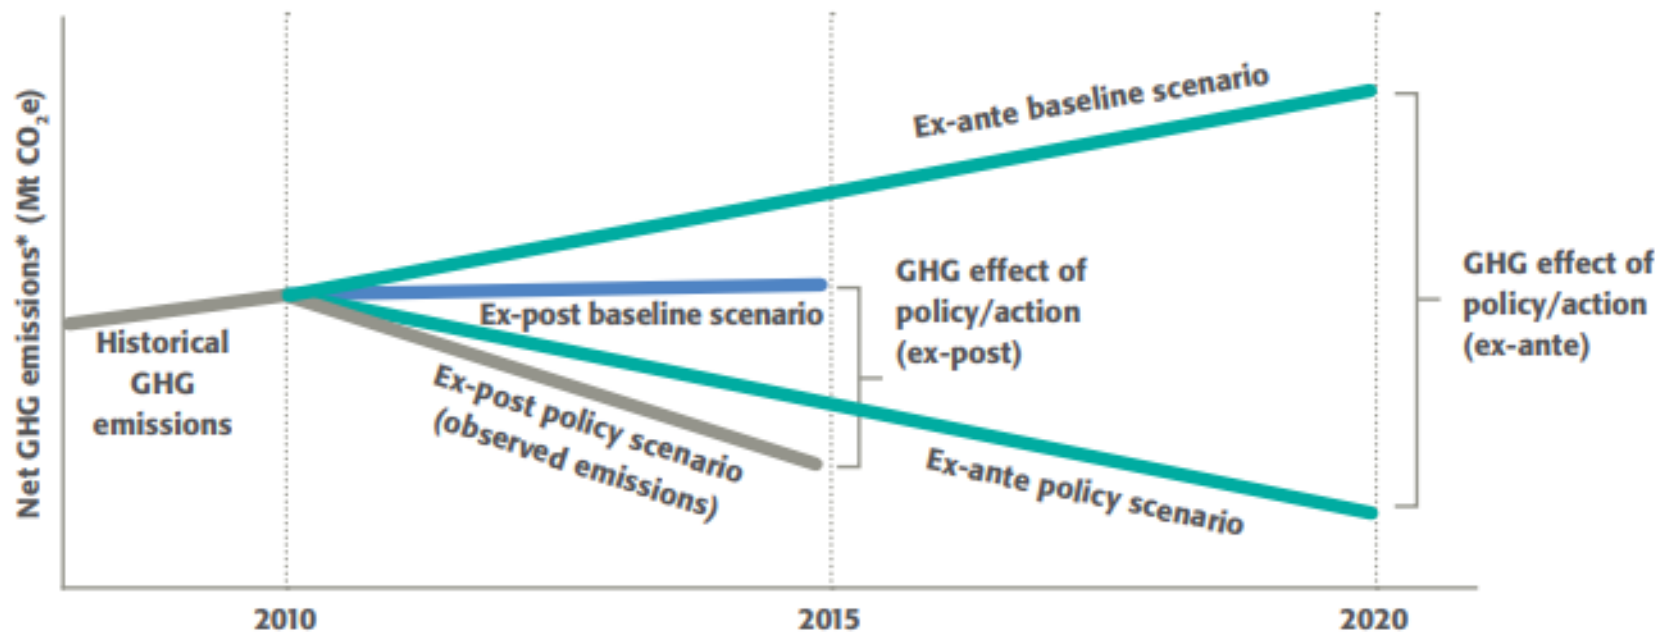 Net GHG emissions* (Mt CO₂e)
Ex-ante baseline scenario
GHG effect of
policy/action
(ex-post)
GHG effect of
policy/action
(ex-ante)
Ex-post baseline scenario
Historical
GHG
emissions
Ex-post policy scenario
(observed emissions)
Ex-ante policy scenario
2010
2015
2020